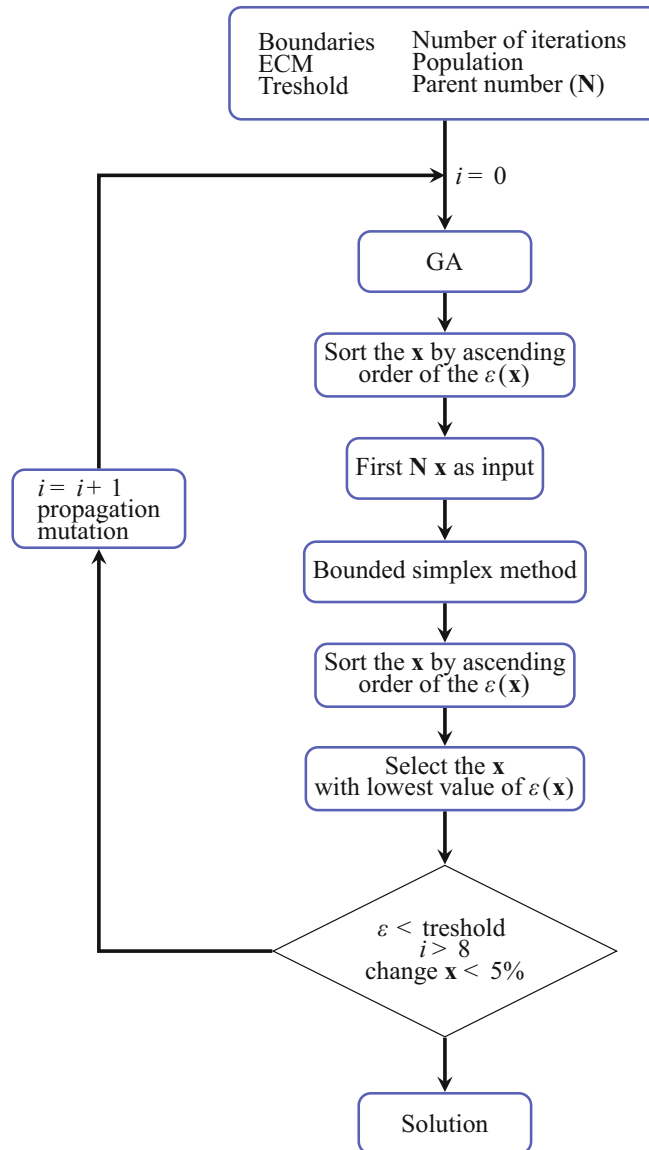 Boundaries Number of iterations
ECM Population
Treshold Parent number (N)
i = 0
GA
Sort the x by ascending
order of the ε(x)
First N x as input
i = i + 1
propagation
mutation
Bounded simplex method
Sort the x by ascending
order of the ε(x)
Select the x
with lowest value of ε(x)
ε < treshold
i > 8
change x < 5%
Solution